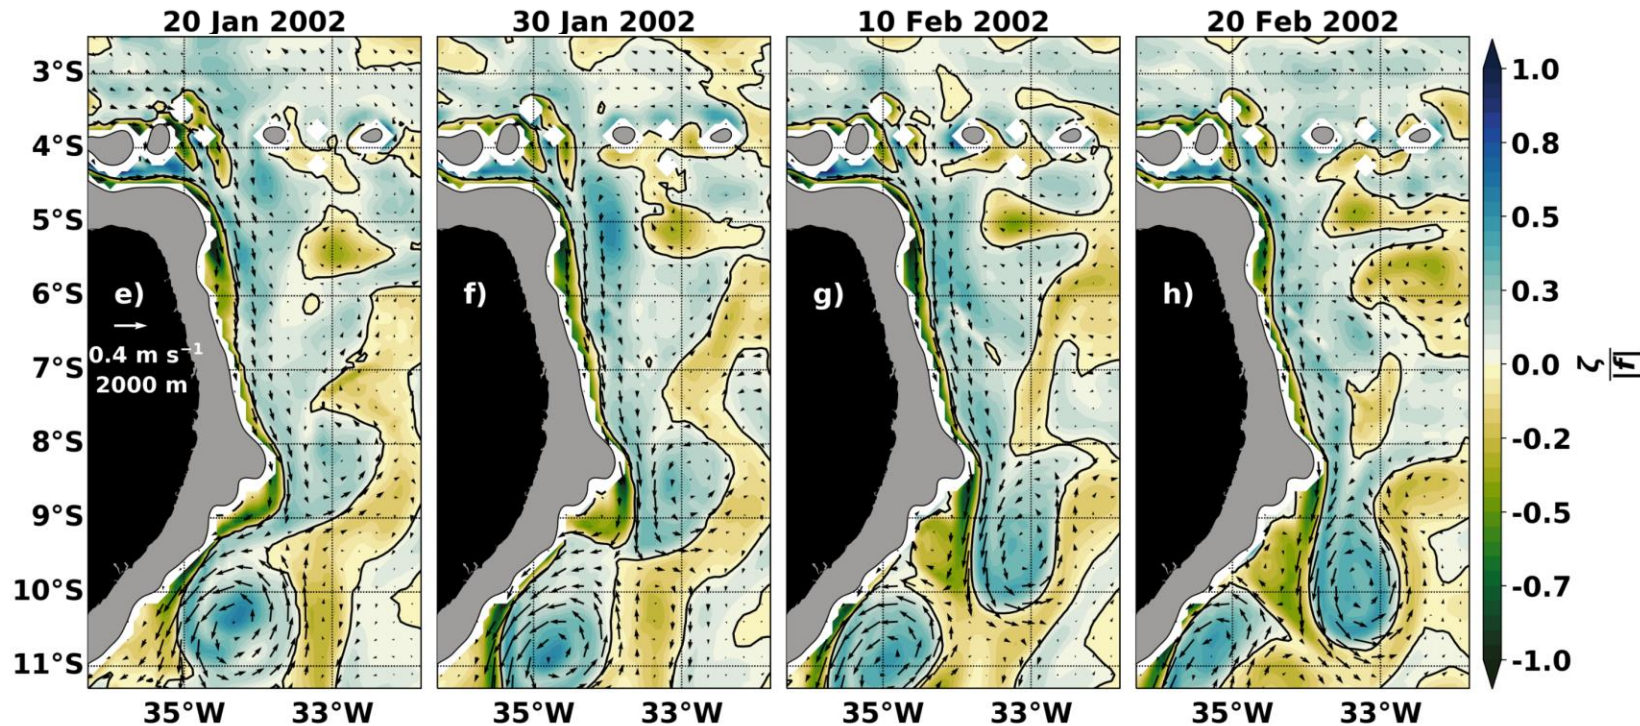 20 Jan 2002
30 Jan 2002
10 Feb 2002
20 Feb 2002
3°S
4°S
5°S
6°S
7°S
8°S
9°S
10°S
11°S
e)
0.4 m s⁻¹
2000 m
f)
g)
h)
35°W 33°W
35°W 33°W
35°W 33°W
35°W 33°W
1.0
0.8
0.5
0.3
0.0
-0.2
-0.5
-0.7
-1.0
ζ
|f|